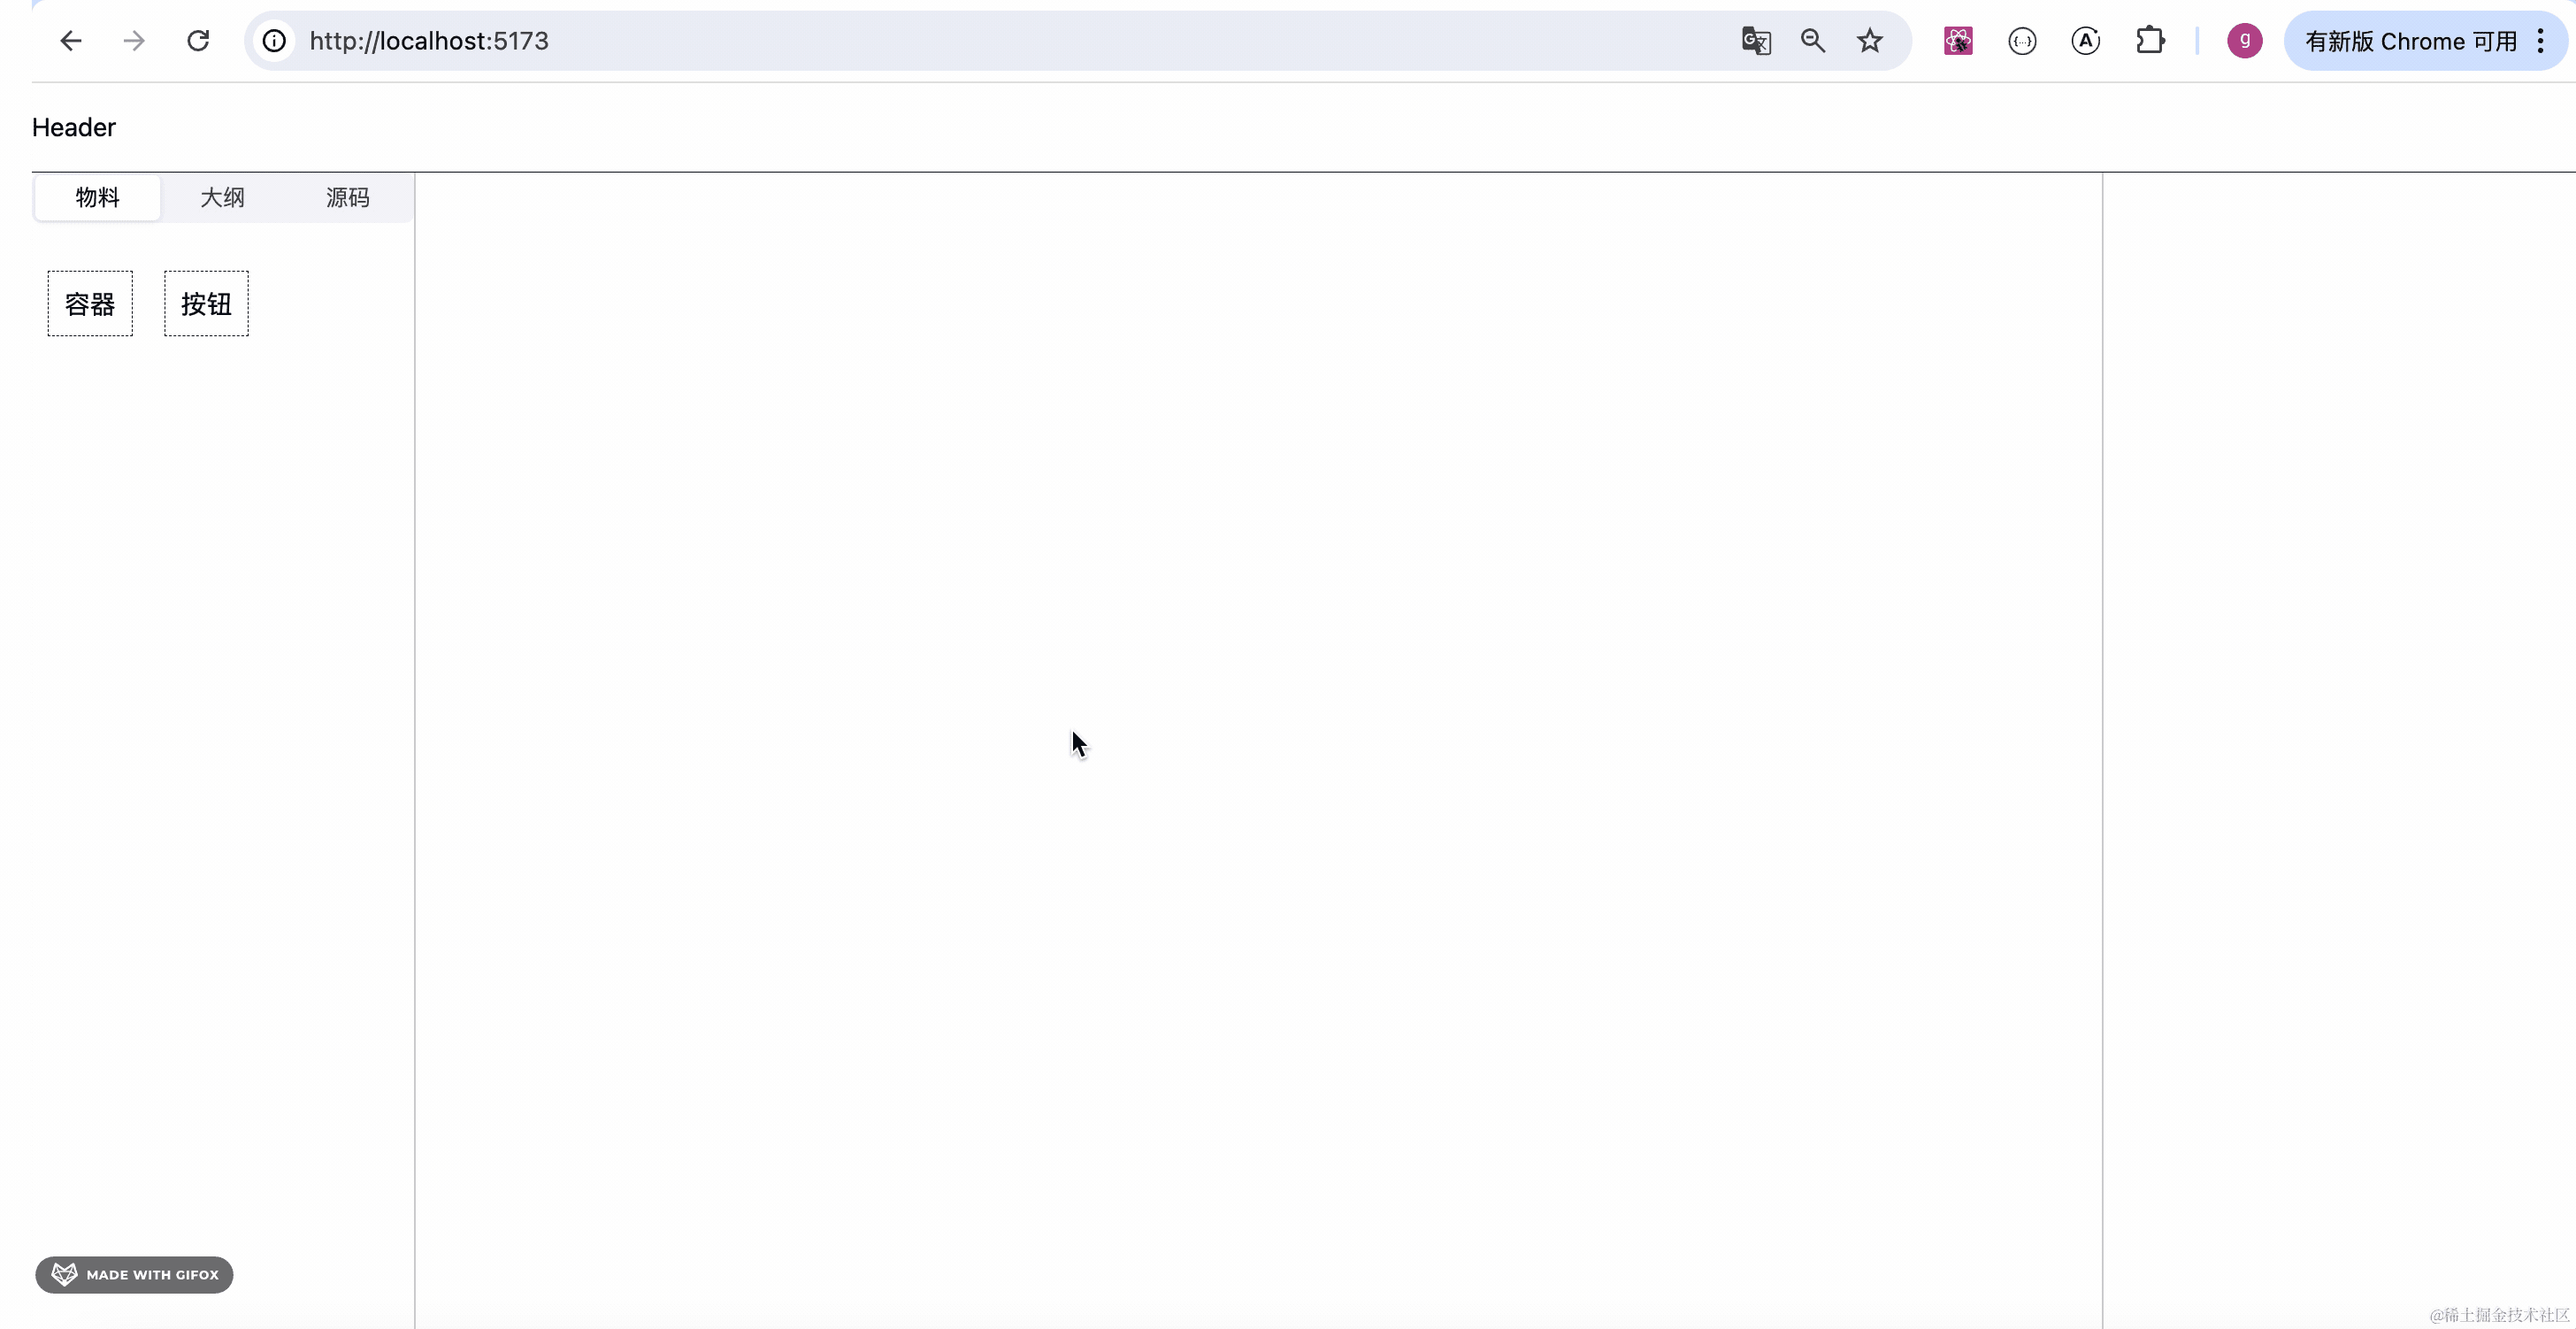 http://localhost:5173
有新版 Chrome 可用
g
Header
物料 大纲 源码
容器 按钮
MADE WITH GIFOX
@稀土掘金技术社区